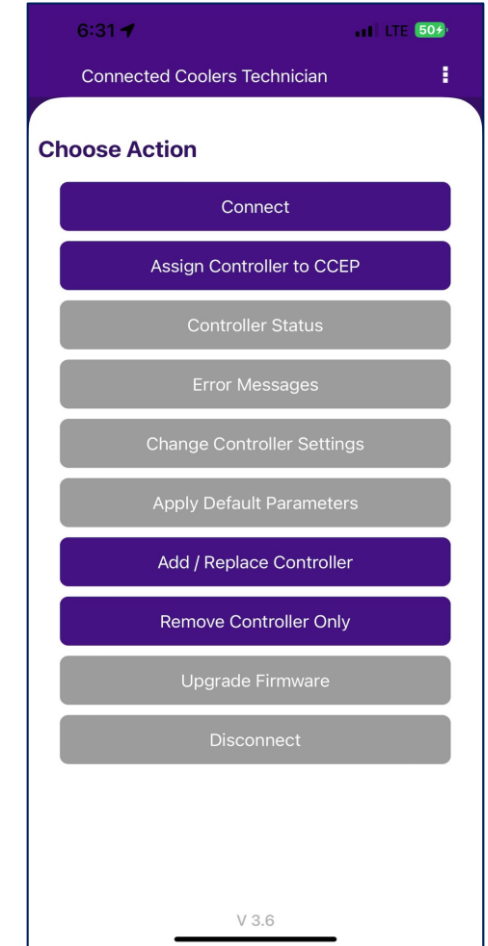 6:31 LTE 50
Connected Coolers Technician
Choose Action
Connect
Assign Controller to CCEP
Controller Status
Error Messages
Change Controller Settings
Apply Default Parameters
Add / Replace Controller
Remove Controller Only
Upgrade Firmware
Disconnect
V 3.6